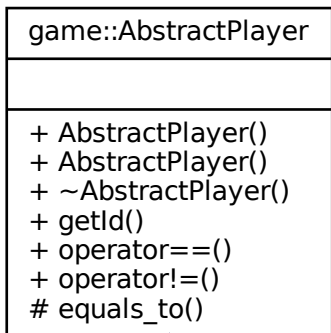 game::AbstractPlayer
+ AbstractPlayer()
+ AbstractPlayer()
+ ~AbstractPlayer()
+ getId()
+ operator==()
+ operator!=()
# equals_to()